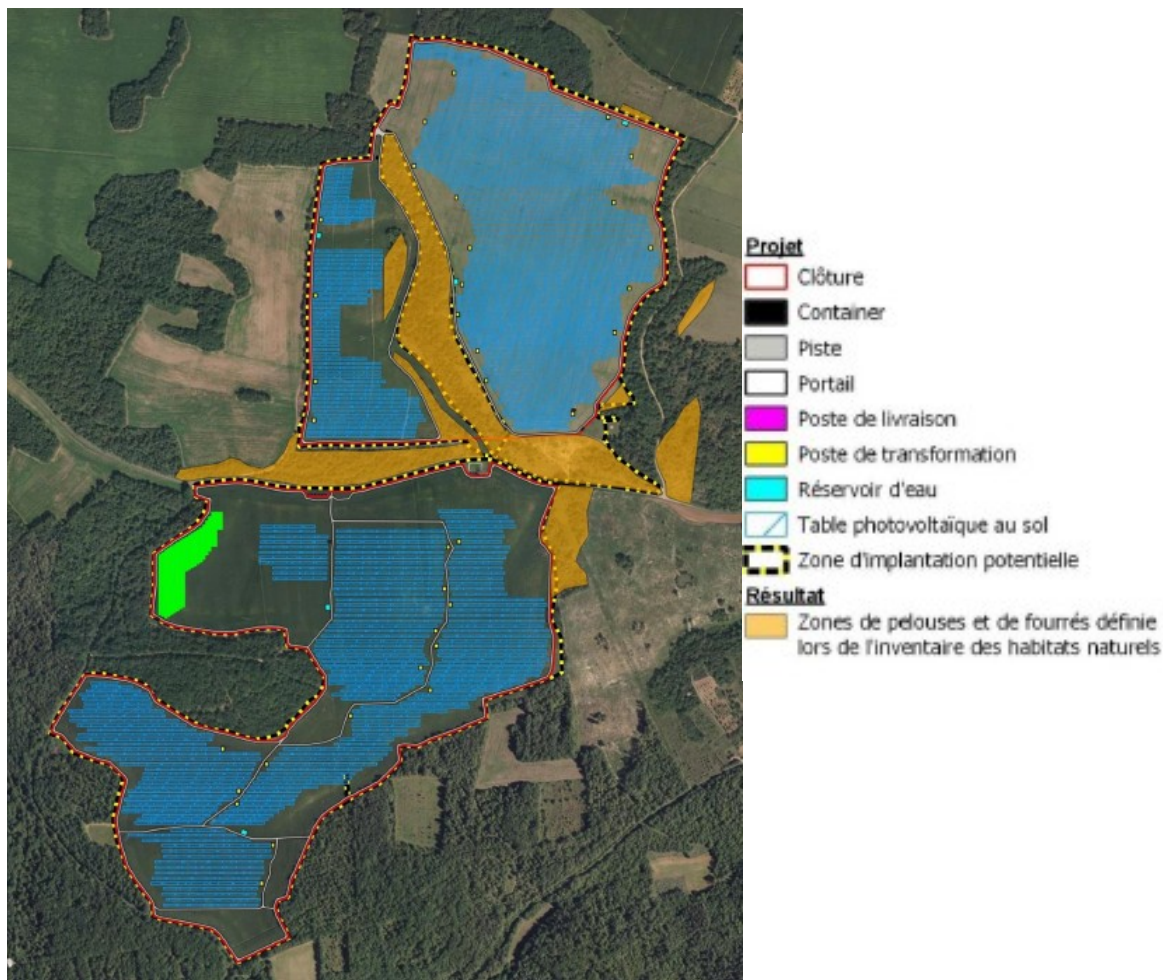 Projet
Clôture
Container
Piste
Portail
Poste de livraison
Poste de transformation
Réservoir d'eau
Table photovoltaïque au sol
Zone d'implantation potentielle
Résultat
Zones de pelouses et de fourrés définie
lors de l'inventaire des habitats naturels